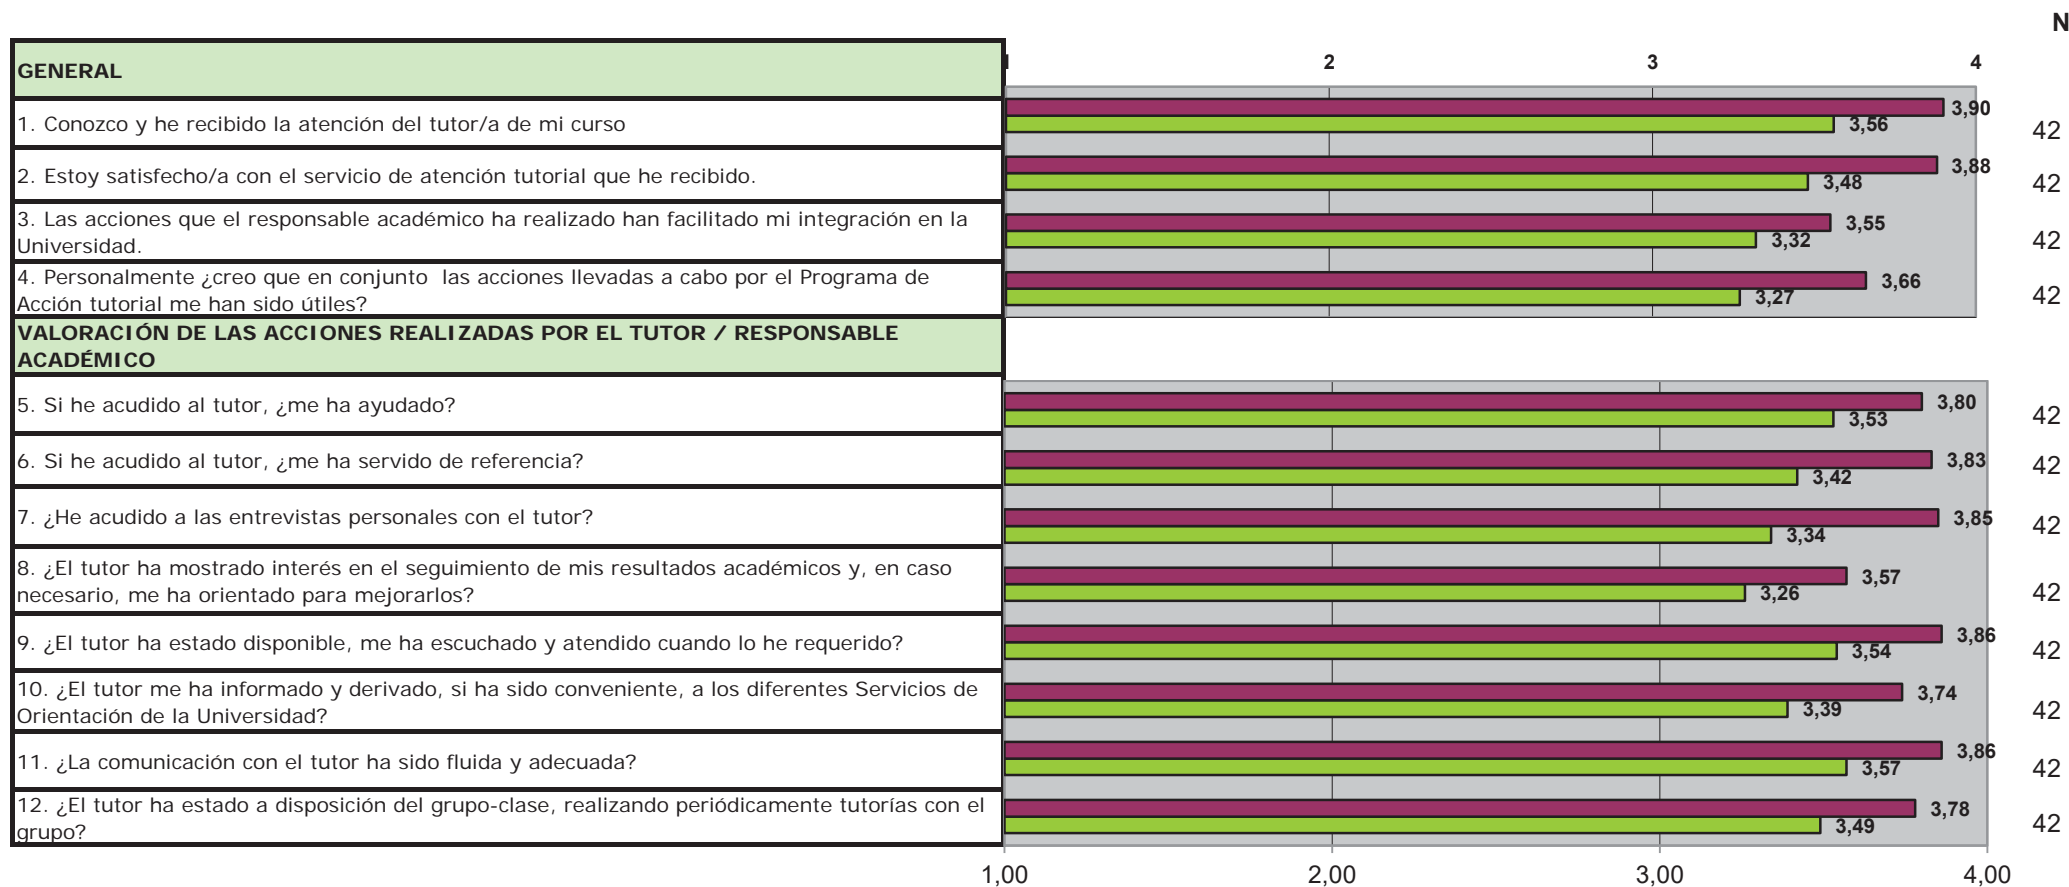 N
GENERAL
1 2 3 4
1. Conozco y he recibido la atención del tutor/a de mi curso
3,90
3,56
42
2. Estoy satisfecho/a con el servicio de atención tutorial que he recibido.
3,88
3,48
42
3. Las acciones que el responsable académico ha realizado han facilitado mi integración en la
Universidad.
3,55
3,32
42
4. Personalmente ¿creo que en conjunto las acciones llevadas a cabo por el Programa de
Acción tutorial me han sido útiles?
3,66
3,27
42
VALORACIÓN DE LAS ACCIONES REALIZADAS POR EL TUTOR / RESPONSABLE
ACADÉMICO
5. Si he acudido al tutor, ¿me ha ayudado?
3,80
3,53
42
6. Si he acudido al tutor, ¿me ha servido de referencia?
3,83
3,42
42
7. ¿He acudido a las entrevistas personales con el tutor?
3,85
3,34
42
8. ¿El tutor ha mostrado interés en el seguimiento de mis resultados académicos y, en caso
necesario, me ha orientado para mejorarlos?
3,57
3,26
42
9. ¿El tutor ha estado disponible, me ha escuchado y atendido cuando lo he requerido?
3,86
3,54
42
10. ¿El tutor me ha informado y derivado, si ha sido conveniente, a los diferentes Servicios de
Orientación de la Universidad?
3,74
3,39
42
11. ¿La comunicación con el tutor ha sido fluida y adecuada?
3,86
3,57
42
12. ¿El tutor ha estado a disposición del grupo-clase, realizando periódicamente tutorías con el
grupo?
3,78
3,49
42
1,00 2,00 3,00 4,00